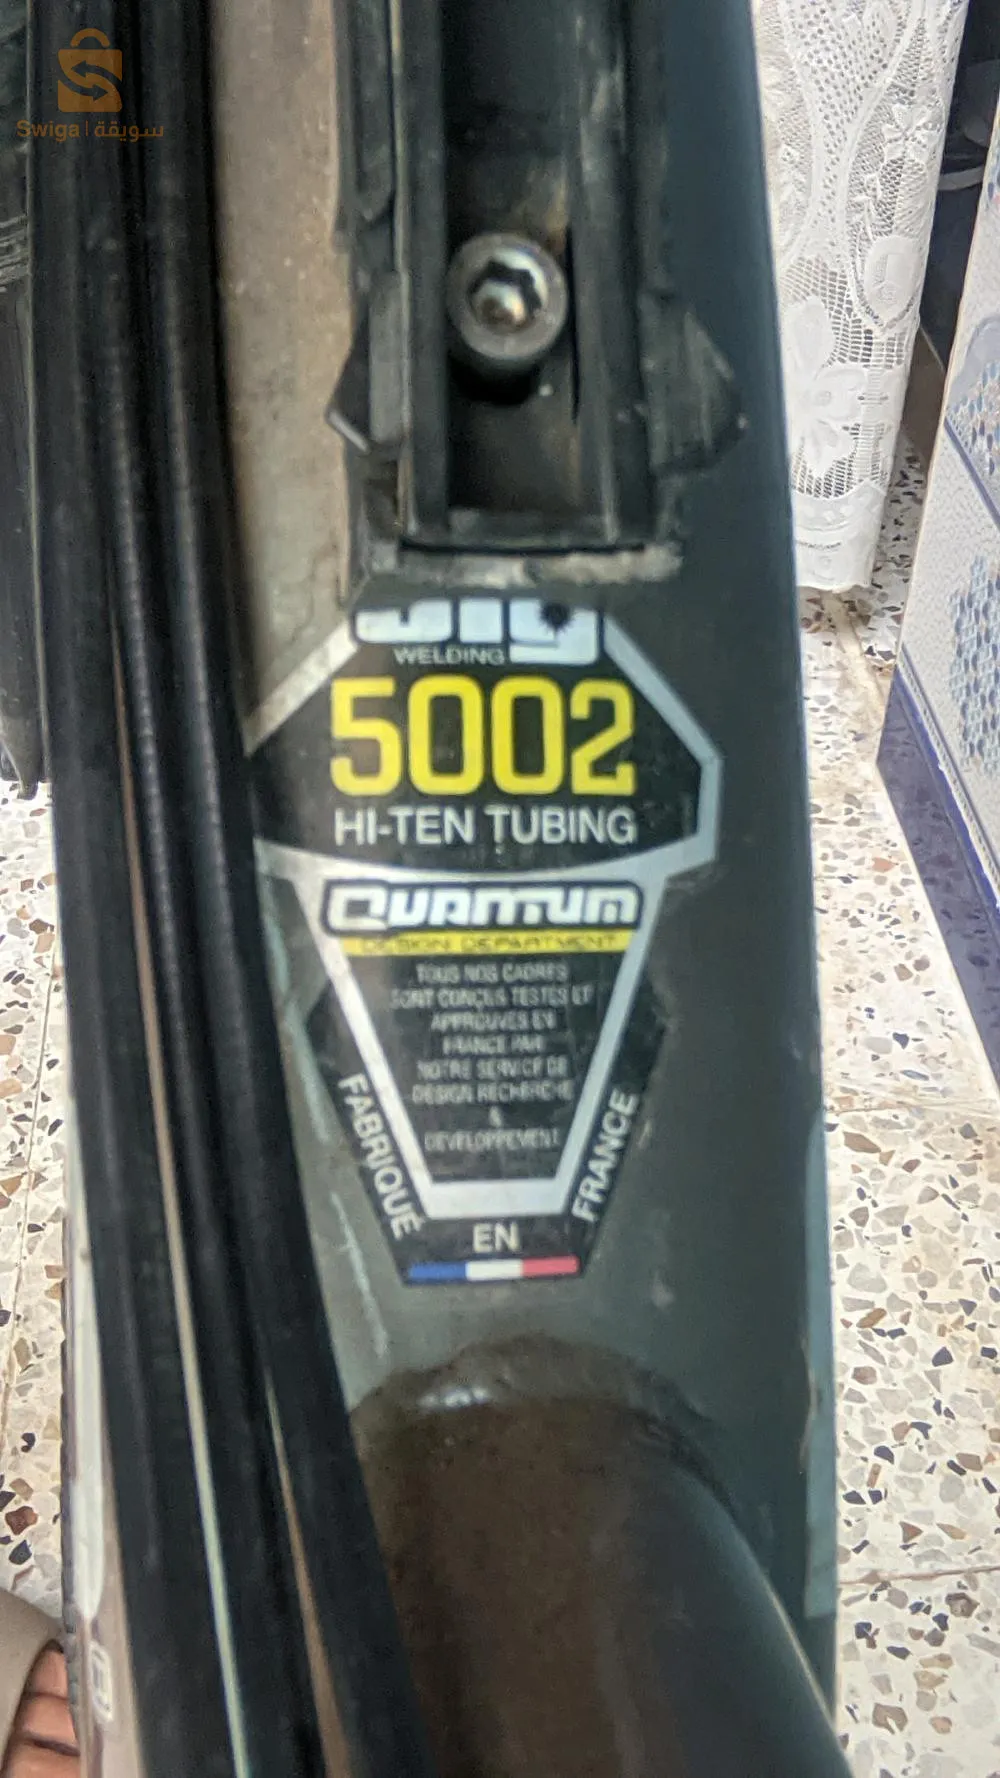 Swiga | سويقة
WELDING
5002
HI-TEN TUBING
QUANTUM
DESIGN DEPARTMENT
TOUS NOS CADRES
SONT CONÇUS TESTES ET
APPROUVES EN
FRANCE PAR
NOTRE SERVICE DE
DESIGN RECHERCHE
&
DEVELOPPEMENT
FABRIQUÉ
EN
FRANCE